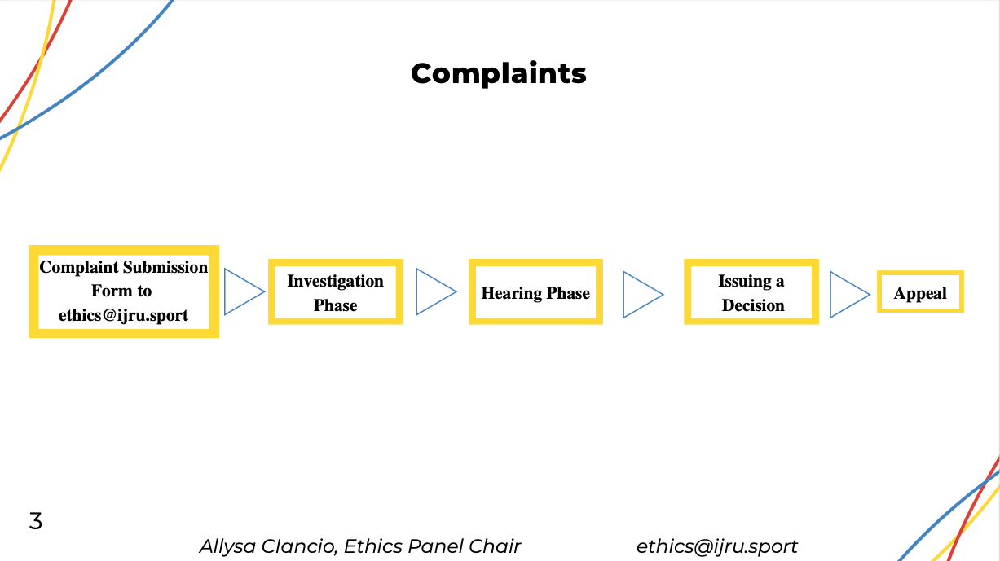 Complaints
Complaint Submission
Form to
ethics@ijru.sport
Investigation
Phase
Hearing Phase
Issuing a
Decision
Appeal
3
Allysa CIancio, Ethics Panel Chair
ethics@ijru.sport